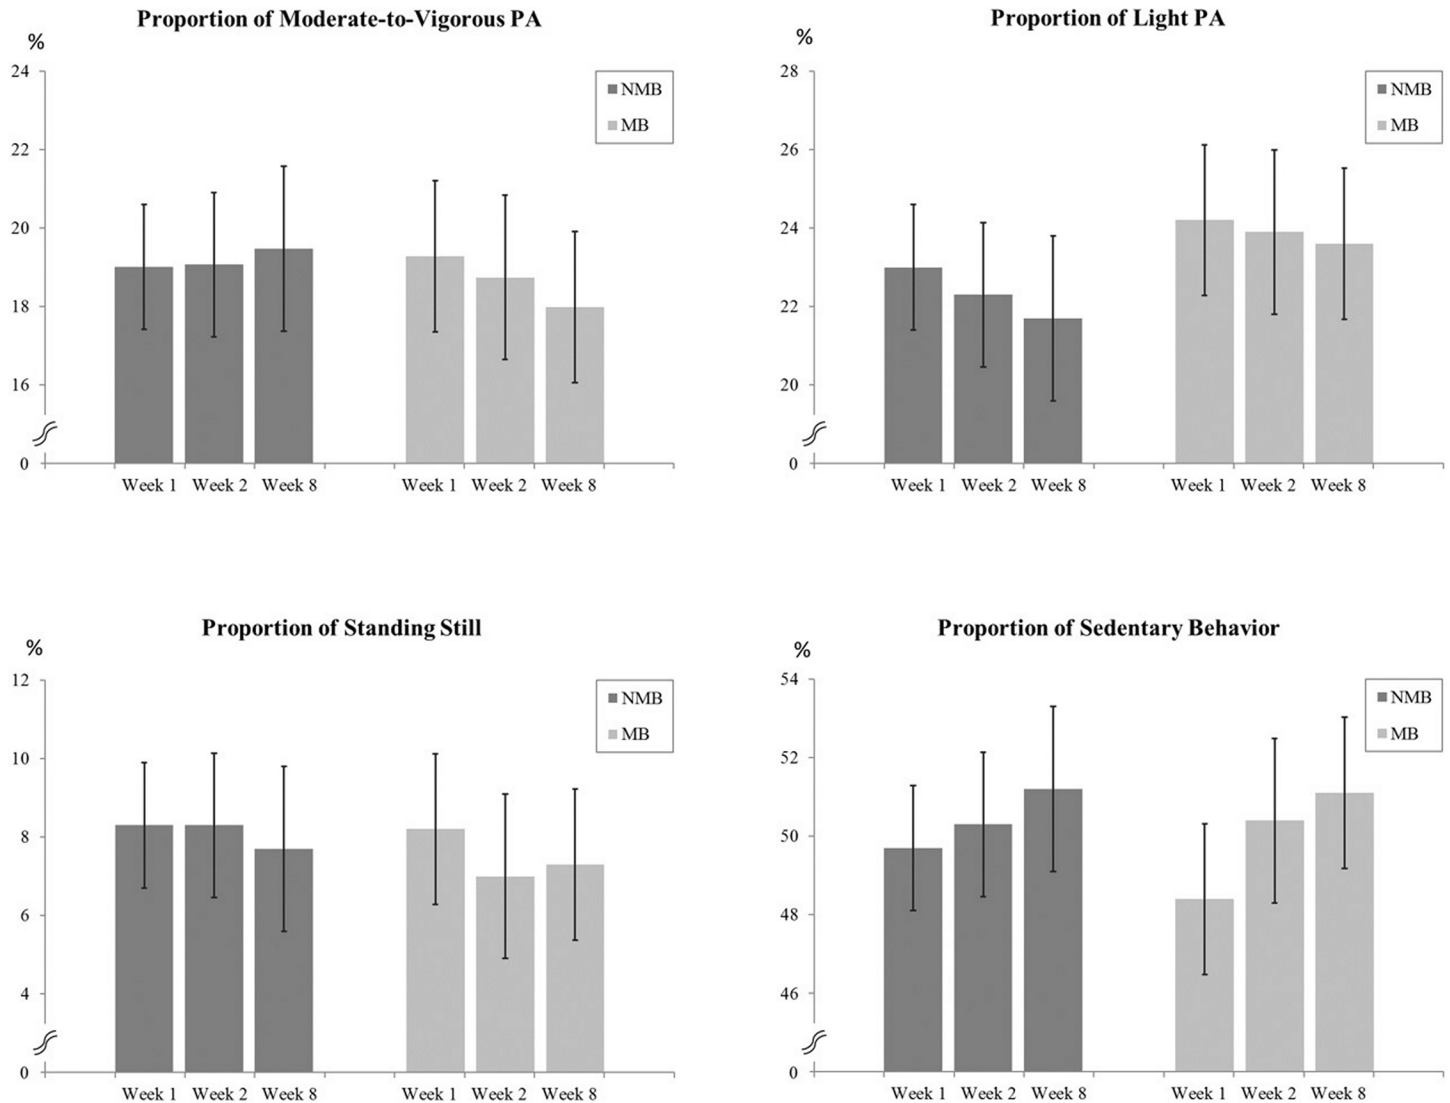 Proportion of Moderate-to-Vigorous PA
%
24
22
20
18
16
0
NMB
MB
Week 1 Week 2 Week 8 Week 1 Week 2 Week 8
Proportion of Light PA
%
28
26
24
22
20
0
NMB
MB
Week 1 Week 2 Week 8 Week 1 Week 2 Week 8
Proportion of Standing Still
%
12
10
8
6
4
0
NMB
MB
Week 1 Week 2 Week 8 Week 1 Week 2 Week 8
Proportion of Sedentary Behavior
%
54
52
50
48
46
0
NMB
MB
Week 1 Week 2 Week 8 Week 1 Week 2 Week 8